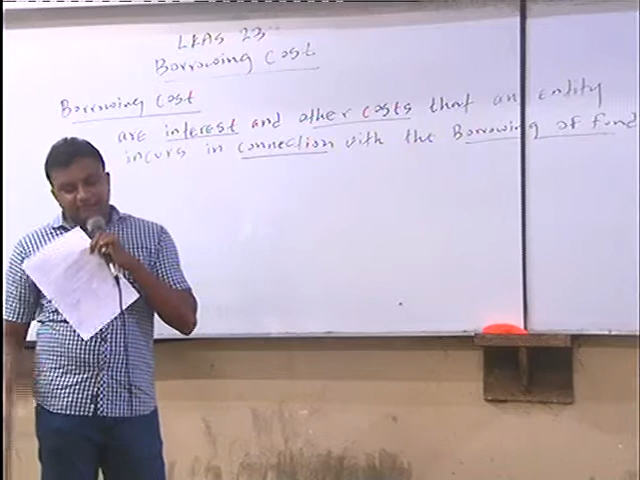 LKAS 23
Borrowing cost
Borrowing cost
are interest and other costs that an entity
incurs in connection with the Borrowing of fund